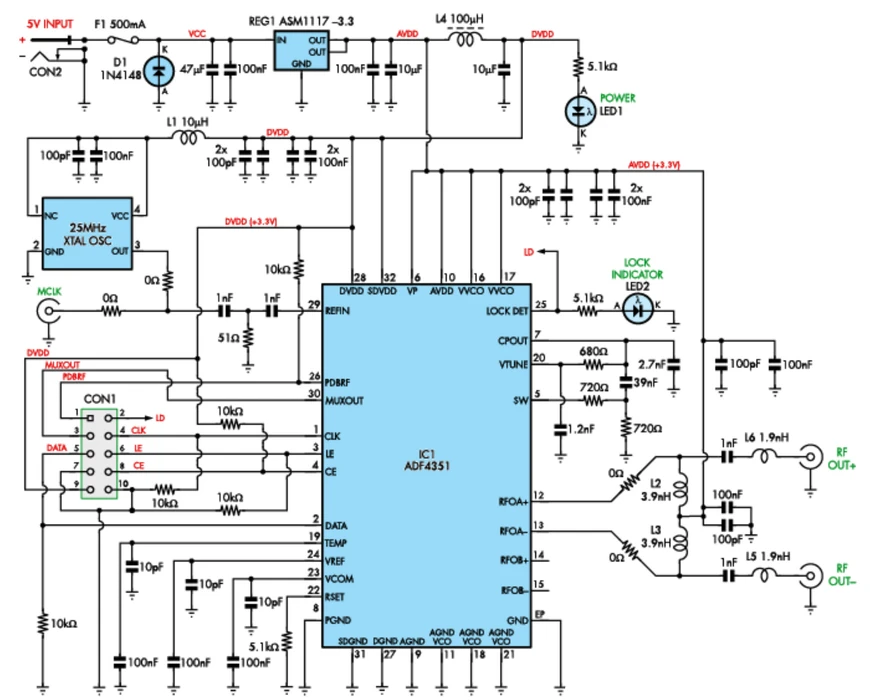 5V INPUT
F1 500mA
REG1 ASM1117 –3.3
L4 100µH
+
VCC
IN
OUT
OUT
GND
AVDD
DVDD
–
CON2
D1
1N4148
K
A
47µF
100nF
100nF
10µF
10µF
5.1kΩ
A
λ
K
POWER
LED1
L1 10µH
DVDD
100pF
100nF
2x
100pF
2x
100nF
AVDD (+3.3V)
2x
100pF
2x
100nF
1
NC
VCC
4
25MHz
XTAL OSC
2
GND
OUT
3
DVDD (+3.3V)
LD
LOCK
INDICATOR
LED2
0Ω
10kΩ
28
32
6
10
16
17
DVDD
SDVDD
VP
AVDD
VVCO
VVCO
MCLK
0Ω
1nF
1nF
29
REFIN
LOCK DET
25
5.1kΩ
A
λ
K
51Ω
CPOUT
7
DVDD
MUXOUT
PDBRF
VTUNE
20
680Ω
2.7nF
100pF
100nF
26
PDBRF
39nF
30
MUXOUT
SW
5
720Ω
CON1
10kΩ
1
2
LD
3
4
CLK
1
CLK
1.2nF
720Ω
DATA
5
6
LE
3
LE
IC1
ADF4351
7
8
CE
4
CE
9
10
10kΩ
10kΩ
1nF
L6 1.9nH
RF
OUT+
0Ω
L2
3.9nH
RFOA+
12
100nF
2
DATA
RFOA–
13
L3
3.9nH
100pF
19
TEMP
24
VREF
RFOB+
14
0Ω
1nF
L5 1.9nH
RF
OUT–
10pF
23
VCOM
10pF
22
RSET
RFOB–
15
10pF
8
PGND
GND
EP
10kΩ
5.1kΩ
SDGND
DGND
AGND
AGND
VCO
AGND
VCO
AGND
VCO
31
27
9
11
18
21
100nF
100nF
100nF